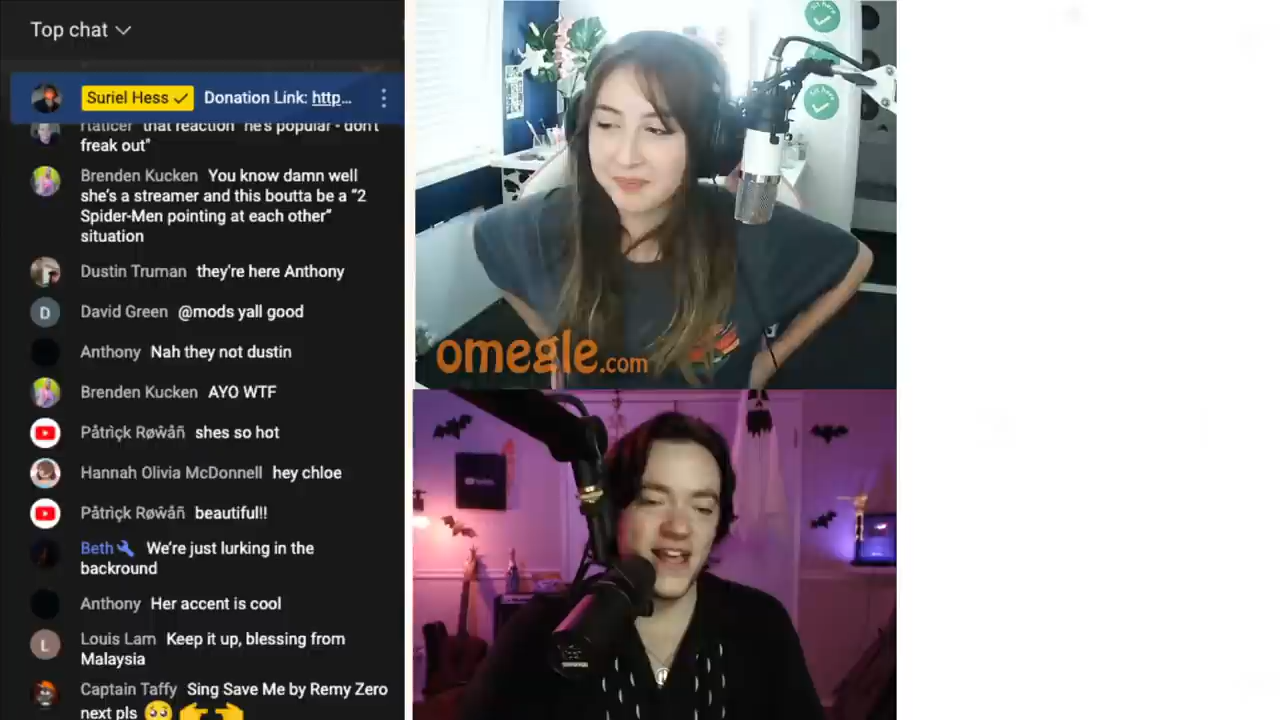 Top chat
Suriel Hess Donation Link: http...
that reaction "he's popular - don't
freak out"
Brenden Kucken You know damn well
she's a streamer and this boutta be a "2
Spider-Men pointing at each other"
situation
Dustin Truman they're here Anthony
D David Green @mods yall good
Anthony Nah they not dustin
Brenden Kucken AYO WTF
Påtrìçk Røŵåñ shes so hot
Hannah Olivia McDonnell hey chloe
Påtrìçk Røŵåñ beautiful!!
Beth We're just lurking in the
backround
Anthony Her accent is cool
L Louis Lam Keep it up, blessing from
Malaysia
Captain Taffy Sing Save Me by Remy Zero
next pls 🥺👉👈
omegle.com